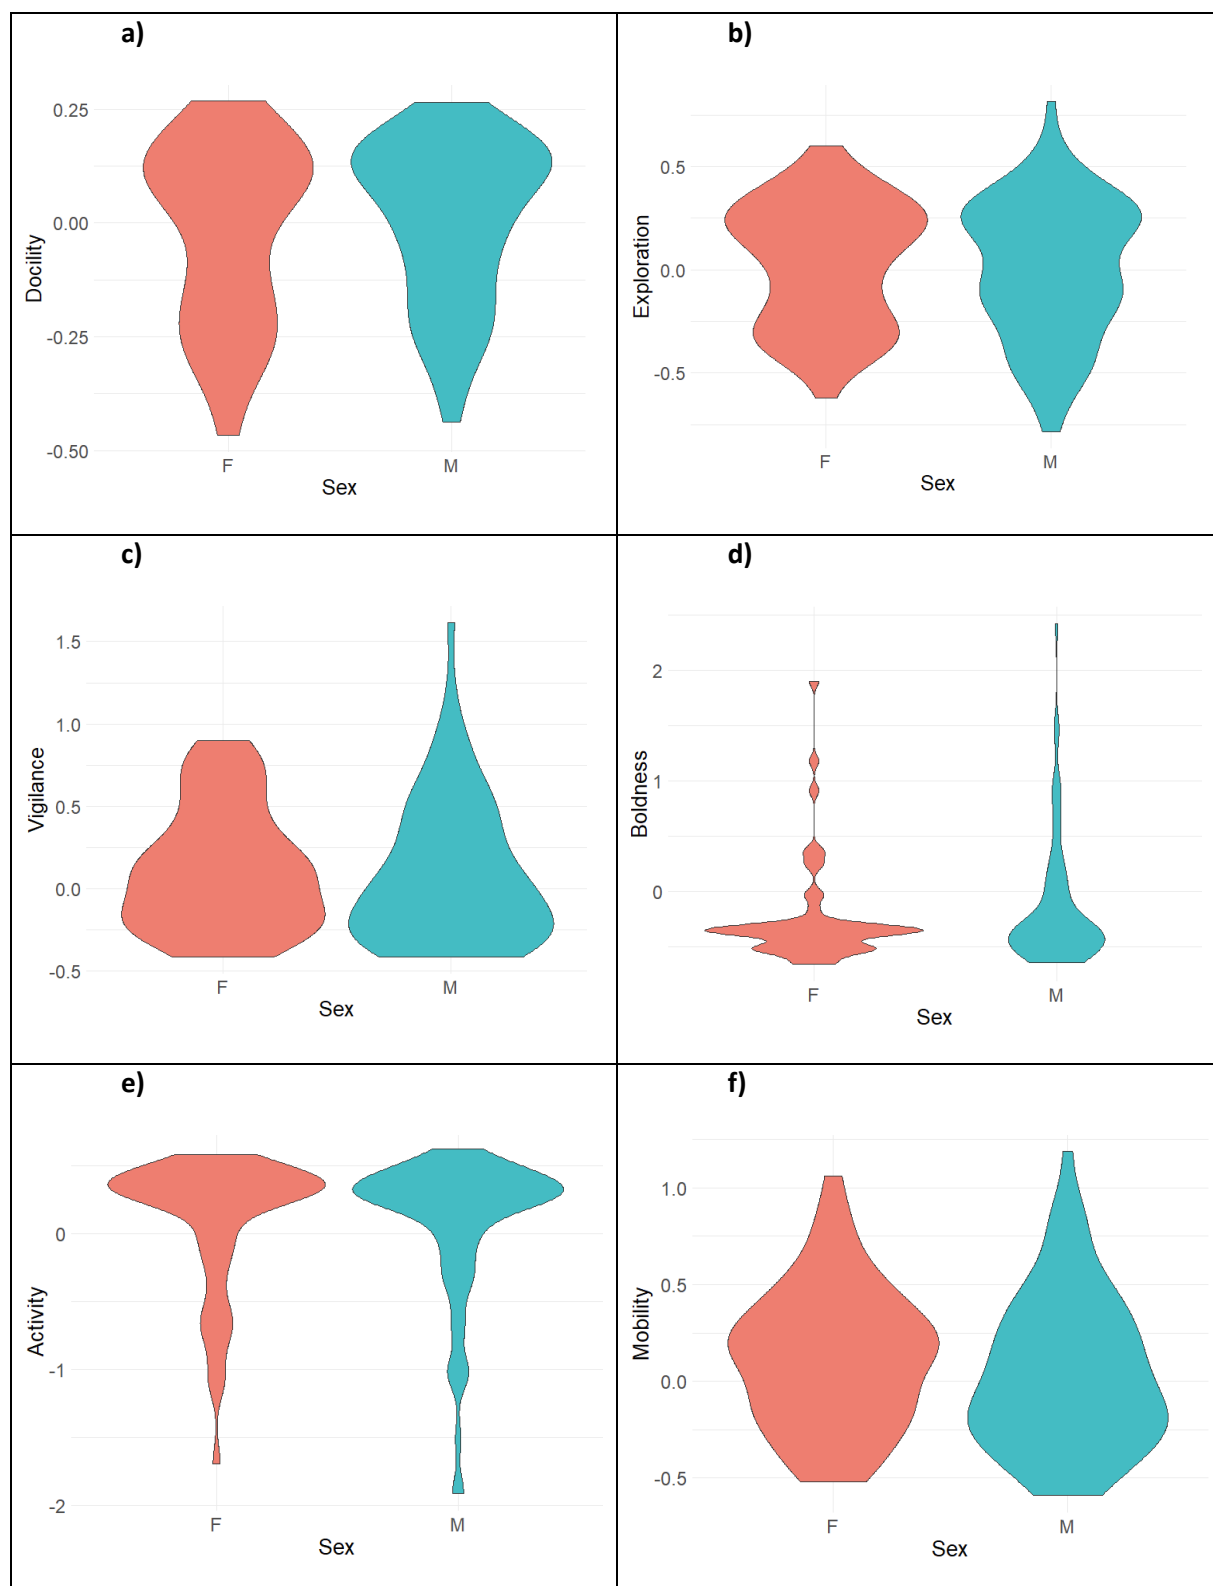 a)
0.25
0.00
-0.25
-0.50
Docility
F
M
Sex
b)
0.5
0.0
-0.5
Exploration
F
M
Sex
c)
1.5
1.0
0.5
0.0
-0.5
Vigilance
F
M
Sex
d)
2
1
0
Boldness
F
M
Sex
e)
0
-1
-2
Activity
F
M
Sex
f)
1.0
0.5
0.0
-0.5
Mobility
F
M
Sex